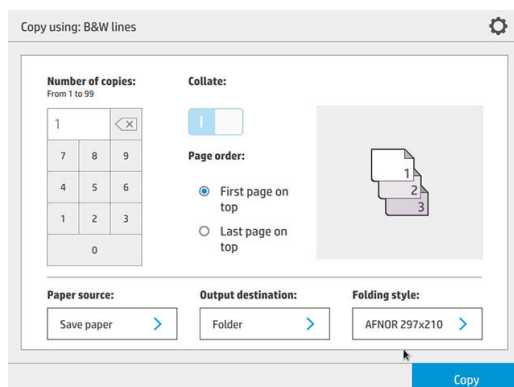 Copy using: B&W lines
Number of copies:
From 1 to 99
1
7 8 9
4 5 6
1 2 3
0
Collate:
Page order:
First page on
top
Last page on
top
1
2
3
Paper source:
Save paper
Output destination:
Folder
Folding style:
AFNOR 297x210
Copy